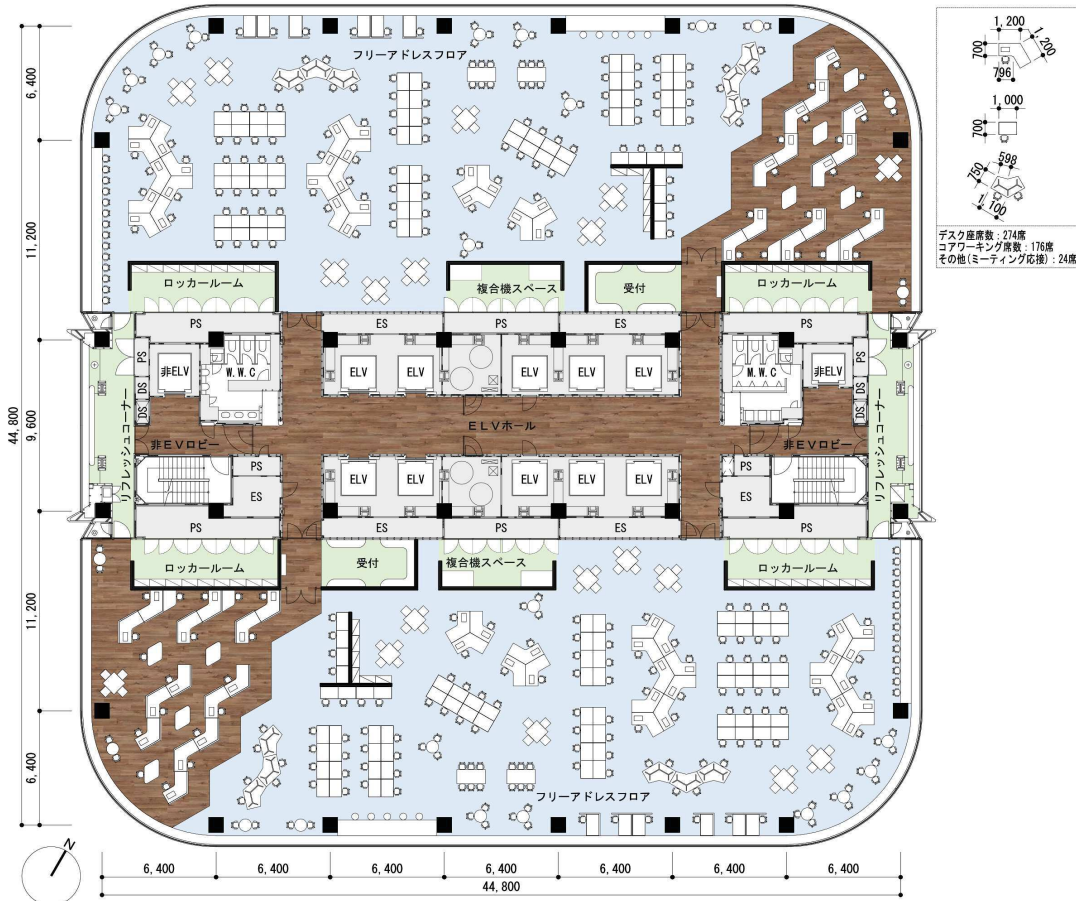 フリーアドレスフロア
1,200
1,200
700
796
1,000
700
598
750
1,100
デスク座席数：274席
コアワーキング席数：176席
その他(ミーティング応接)：24席
6,400
11,200
9,600
44,800
11,200
6,400
ロッカールーム
複合機スペース
受付
ロッカールーム
PS
ES
PS
ES
PS
PS
非ELV
W.W.C
ELV
ELV
ELV
ELV
ELV
M.W.C
非ELV
PS
DS
DS
DS
DS
リフレッシュコーナー
非EVロビー
ELVホール
非EVロビー
リフレッシュコーナー
PS
ES
ELV
ELV
ELV
ELV
ELV
PS
ES
PS
ES
PS
ES
PS
ロッカールーム
受付
複合機スペース
ロッカールーム
フリーアドレスフロア
N
6,400
6,400
6,400
6,400
6,400
6,400
44,800